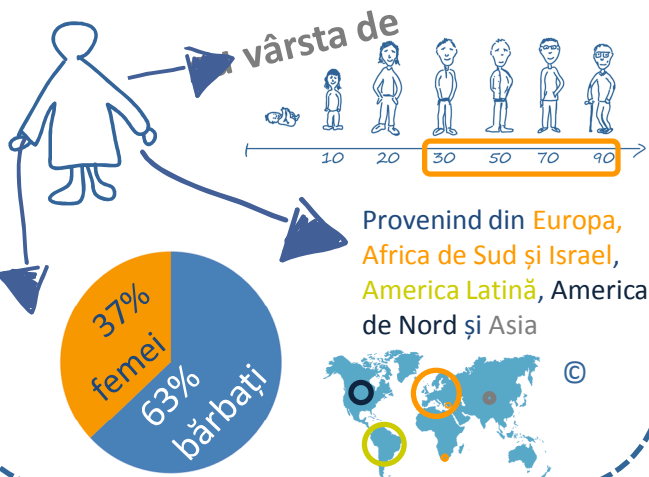 vârsta de
10 20 30 50 70 90
Provenind din Europa,
Africa de Sud și Israel,
America Latină, America
de Nord și Asia
37%
femei
63%
bărbați
©